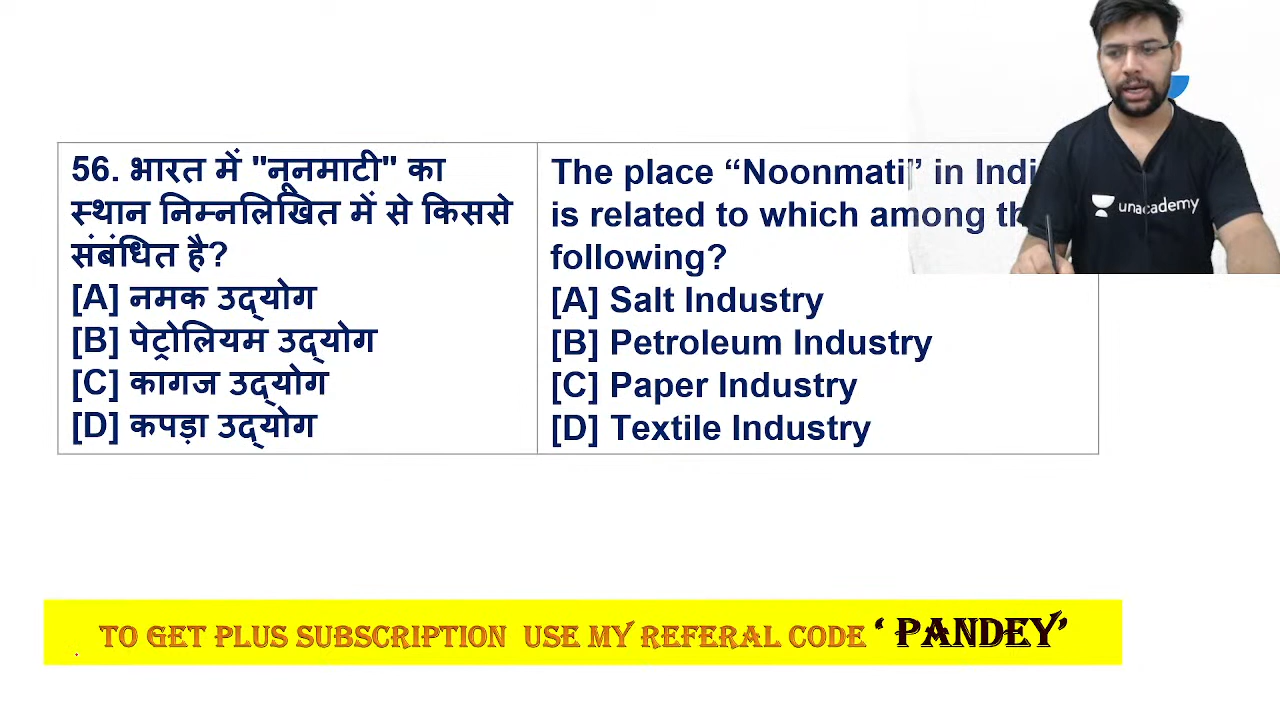 56. भारत में "नूनमाटी" का
स्थान निम्नलिखित में से किससे
संबंधित है?
[A] नमक उद्योग
[B] पेट्रोलियम उद्योग
[C] कागज उद्योग
[D] कपड़ा उद्योग
The place “Noonmati” in Indi
is related to which among th
following?
[A] Salt Industry
[B] Petroleum Industry
[C] Paper Industry
[D] Textile Industry
unacademy
TO GET PLUS SUBSCRIPTION USE MY REFERAL CODE ‘ PANDEY’